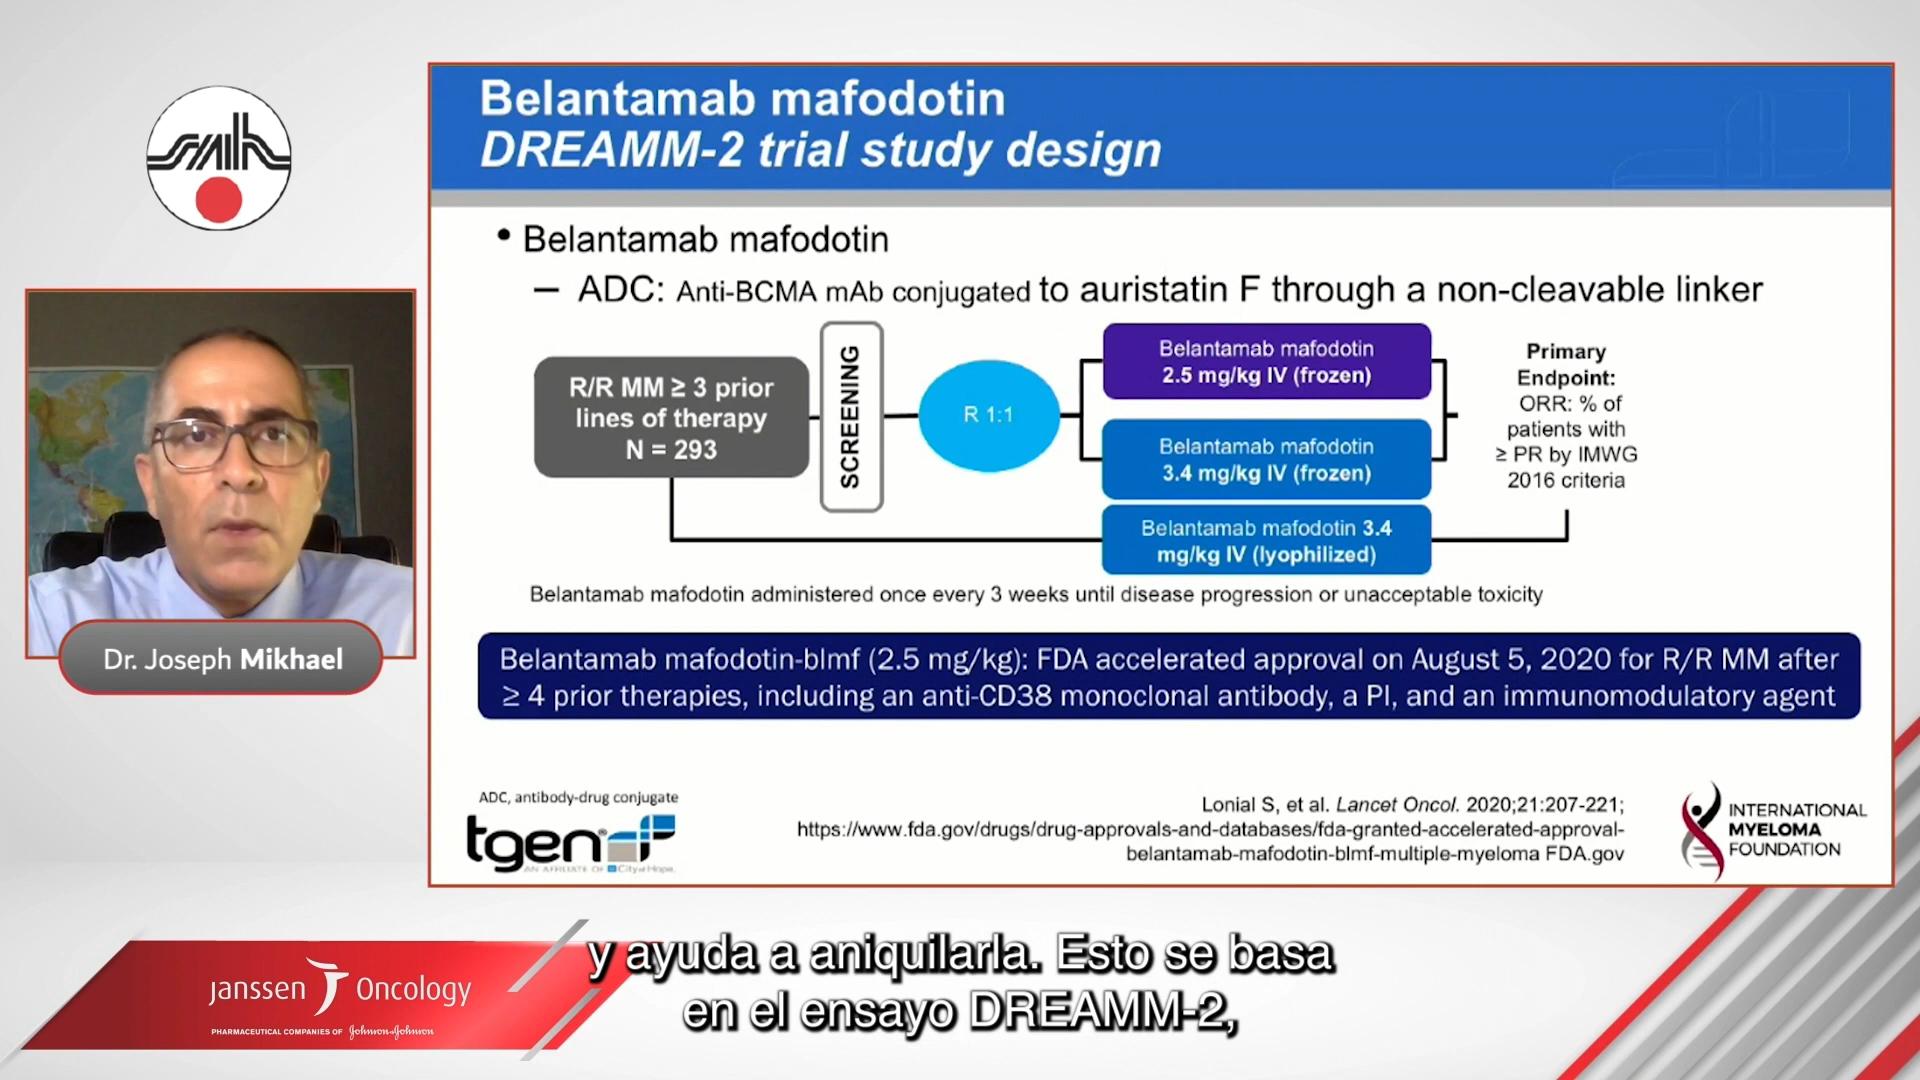 Belantamab mafodotin
DREAMM-2 trial study design
• Belantamab mafodotin
– ADC: Anti-BCMA mAb conjugated to auristatin F through a non-cleavable linker
R/R MM ≥ 3 prior
lines of therapy
N = 293
SCREENING
R 1:1
Belantamab mafodotin
2.5 mg/kg IV (frozen)
Belantamab mafodotin
3.4 mg/kg IV (frozen)
Belantamab mafodotin 3.4
mg/kg IV (lyophilized)
Primary
Endpoint:
ORR: % of
patients with
≥ PR by IMWG
2016 criteria
Belantamab mafodotin administered once every 3 weeks until disease progression or unacceptable toxicity
Belantamab mafodotin-blmf (2.5 mg/kg): FDA accelerated approval on August 5, 2020 for R/R MM after
≥ 4 prior therapies, including an anti-CD38 monoclonal antibody, a PI, and an immunomodulatory agent
ADC, antibody-drug conjugate
tgen
AN AFFILIATE OF City of Hope
Lonial S, et al. Lancet Oncol. 2020;21:207-221;
https://www.fda.gov/drugs/drug-approvals-and-databases/fda-granted-accelerated-approval-
belantamab-mafodotin-blmf-multiple-myeloma FDA.gov
INTERNATIONAL
MYELOMA
FOUNDATION
smih
Dr. Joseph Mikhael
janssen Oncology
PHARMACEUTICAL COMPANIES OF Johnson & Johnson
y ayuda a aniquilarla. Esto se basa
en el ensayo DREAMM-2,